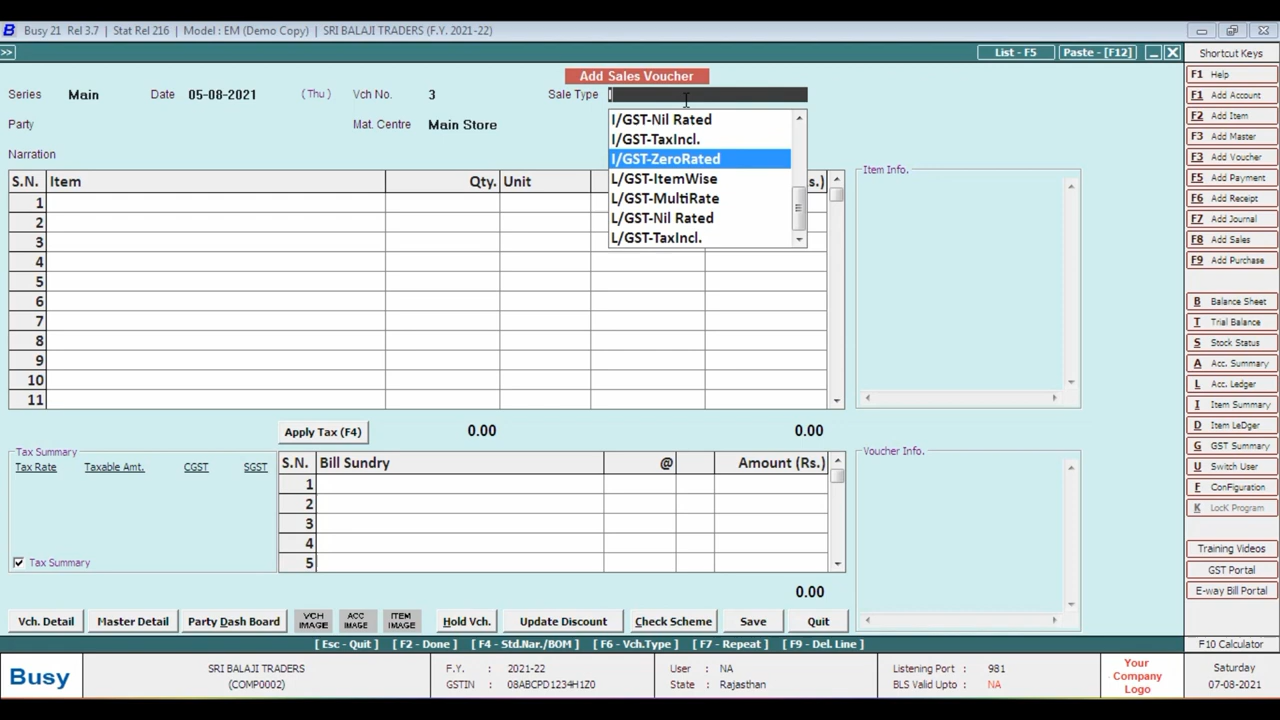 B Busy 21 Rel 3.7 | Stat Rel 216 | Model : EM (Demo Copy) | SRI BALAJI TRADERS (F.Y. 2021-22)
>> List - F5 Paste - [F12] Shortcut Keys
Add Sales Voucher
Series Main Date 05-08-2021 (Thu) Vch No. 3 Sale Type
Party Mat. Centre Main Store
Narration
I/GST-Nil Rated
I/GST-TaxIncl.
I/GST-ZeroRated
L/GST-ItemWise
L/GST-MultiRate
L/GST-Nil Rated
L/GST-TaxIncl.
S.N. Item Qty. Unit s.)
1
2
3
4
5
6
7
8
9
10
11
Item Info.
Apply Tax (F4) 0.00 0.00
Tax Summary
Tax Rate Taxable Amt. CGST SGST
Tax Summary
S.N. Bill Sundry @ Amount (Rs.)
1
2
3
4
5
0.00
Voucher Info.
Vch. Detail Master Detail Party Dash Board VCH IMAGE ACC IMAGE ITEM IMAGE Hold Vch. Update Discount Check Scheme Save Quit
[ Esc - Quit ] [ F2 - Done ] [ F4 - Std.Nar./BOM ] [ F6 - Vch.Type ] [ F7 - Repeat ] [ F9 - Del. Line ]
F1 Help
F1 Add Account
F2 Add Item
F3 Add Master
F3 Add Voucher
F5 Add Payment
F6 Add Receipt
F7 Add Journal
F8 Add Sales
F9 Add Purchase
B Balance Sheet
T Trial Balance
S Stock Status
A Acc. Summary
L Acc. Ledger
I Item Summary
D Item LeDger
G GST Summary
U Switch User
F ConFiguration
K LocK Program
Training Videos
GST Portal
E-way Bill Portal
F10 Calculator
Busy
SRI BALAJI TRADERS
(COMP0002)
F.Y. : 2021-22
GSTIN : 08ABCPD1234H1Z0
User : NA
State : Rajasthan
Listening Port : 981
BLS Valid Upto : NA
Your
Company
Logo
Saturday
07-08-2021